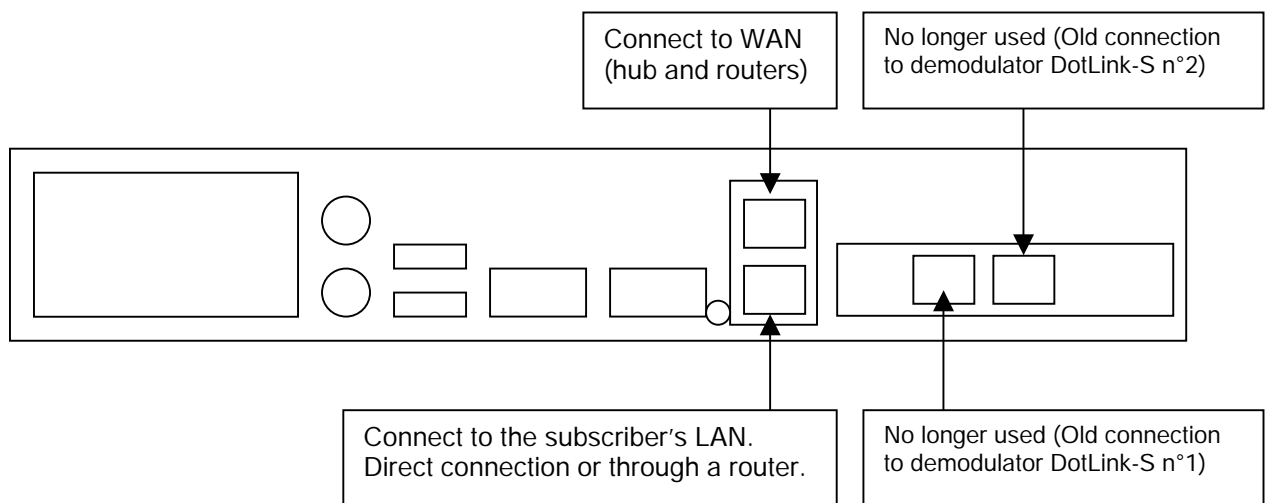 Connect to WAN
(hub and routers)
No longer used (Old connection
to demodulator DotLink-S n°2)
Connect to the subscriber's LAN.
Direct connection or through a router.
No longer used (Old connection
to demodulator DotLink-S n°1)